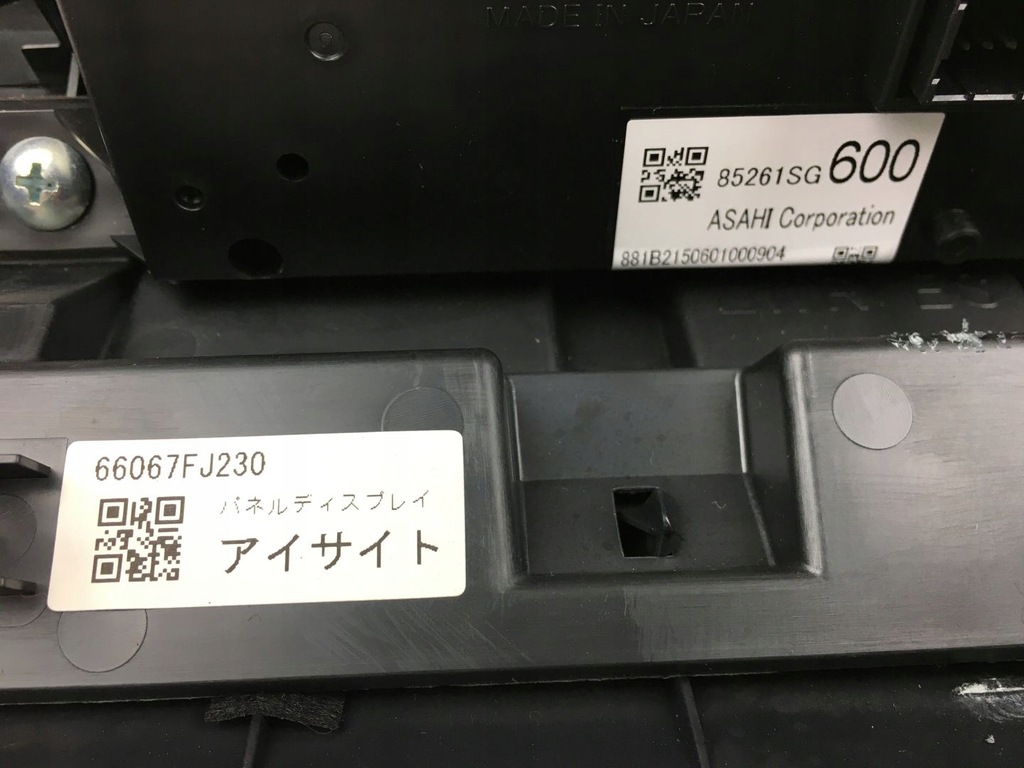 MADE IN JAPAN
85261SG 600
ASAHI Corporation
881B2150601000904
66067FJ230
パネルディスプレイ
アイサイト